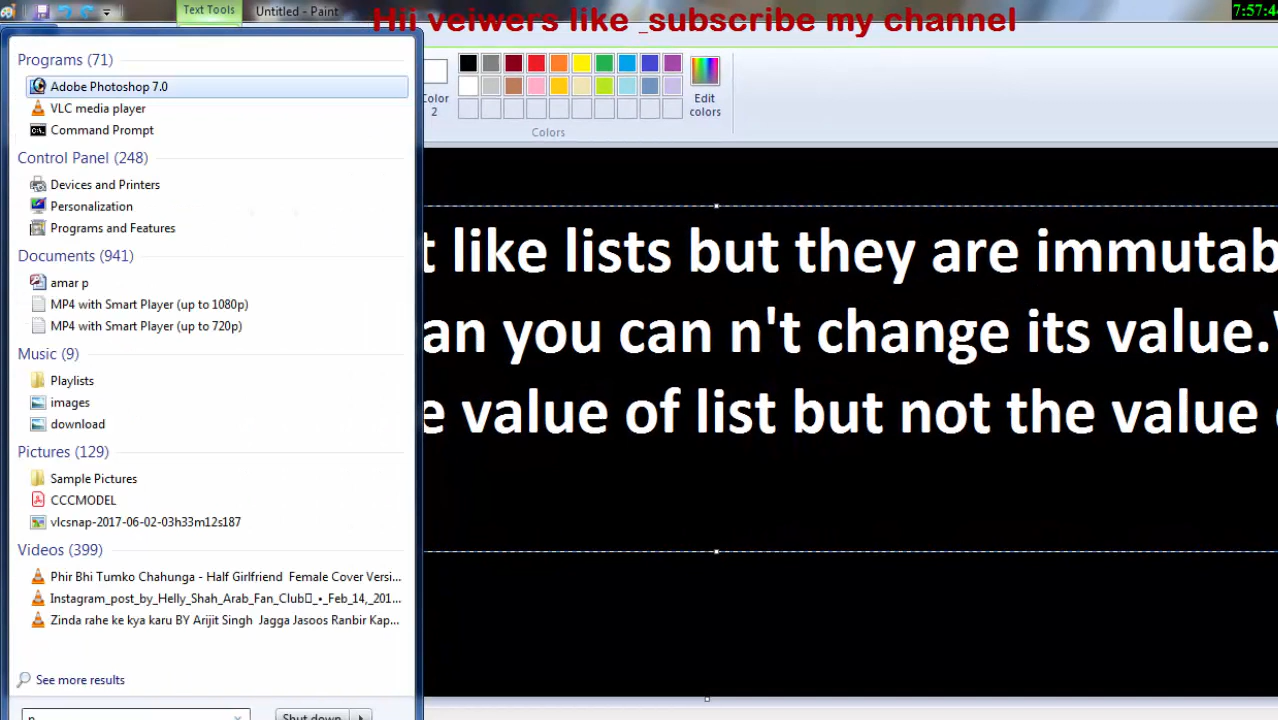 Text Tools
Untitled - Paint
Hii veiwers like _subscribe my channel
7:57:4
Programs (71)
Adobe Photoshop 7.0
VLC media player
Command Prompt
Control Panel (248)
Devices and Printers
Personalization
Programs and Features
Documents (941)
amar p
MP4 with Smart Player (up to 1080p)
MP4 with Smart Player (up to 720p)
Music (9)
Playlists
images
download
Pictures (129)
Sample Pictures
CCCMODEL
vlcsnap-2017-06-02-03h33m12s187
Videos (399)
Phir Bhi Tumko Chahunga - Half Girlfriend Female Cover Versi...
Instagram_post_by_Helly_Shah_Arab_Fan_Club▯_•_Feb_14,_201...
Zinda rahe ke kya karu BY Arijit Singh Jagga Jasoos Ranbir Kap...
See more results
p
Shut down
Color
2
Edit
colors
Colors
t like lists but they are immutab
an you can n't change its value.
e value of list but not the value